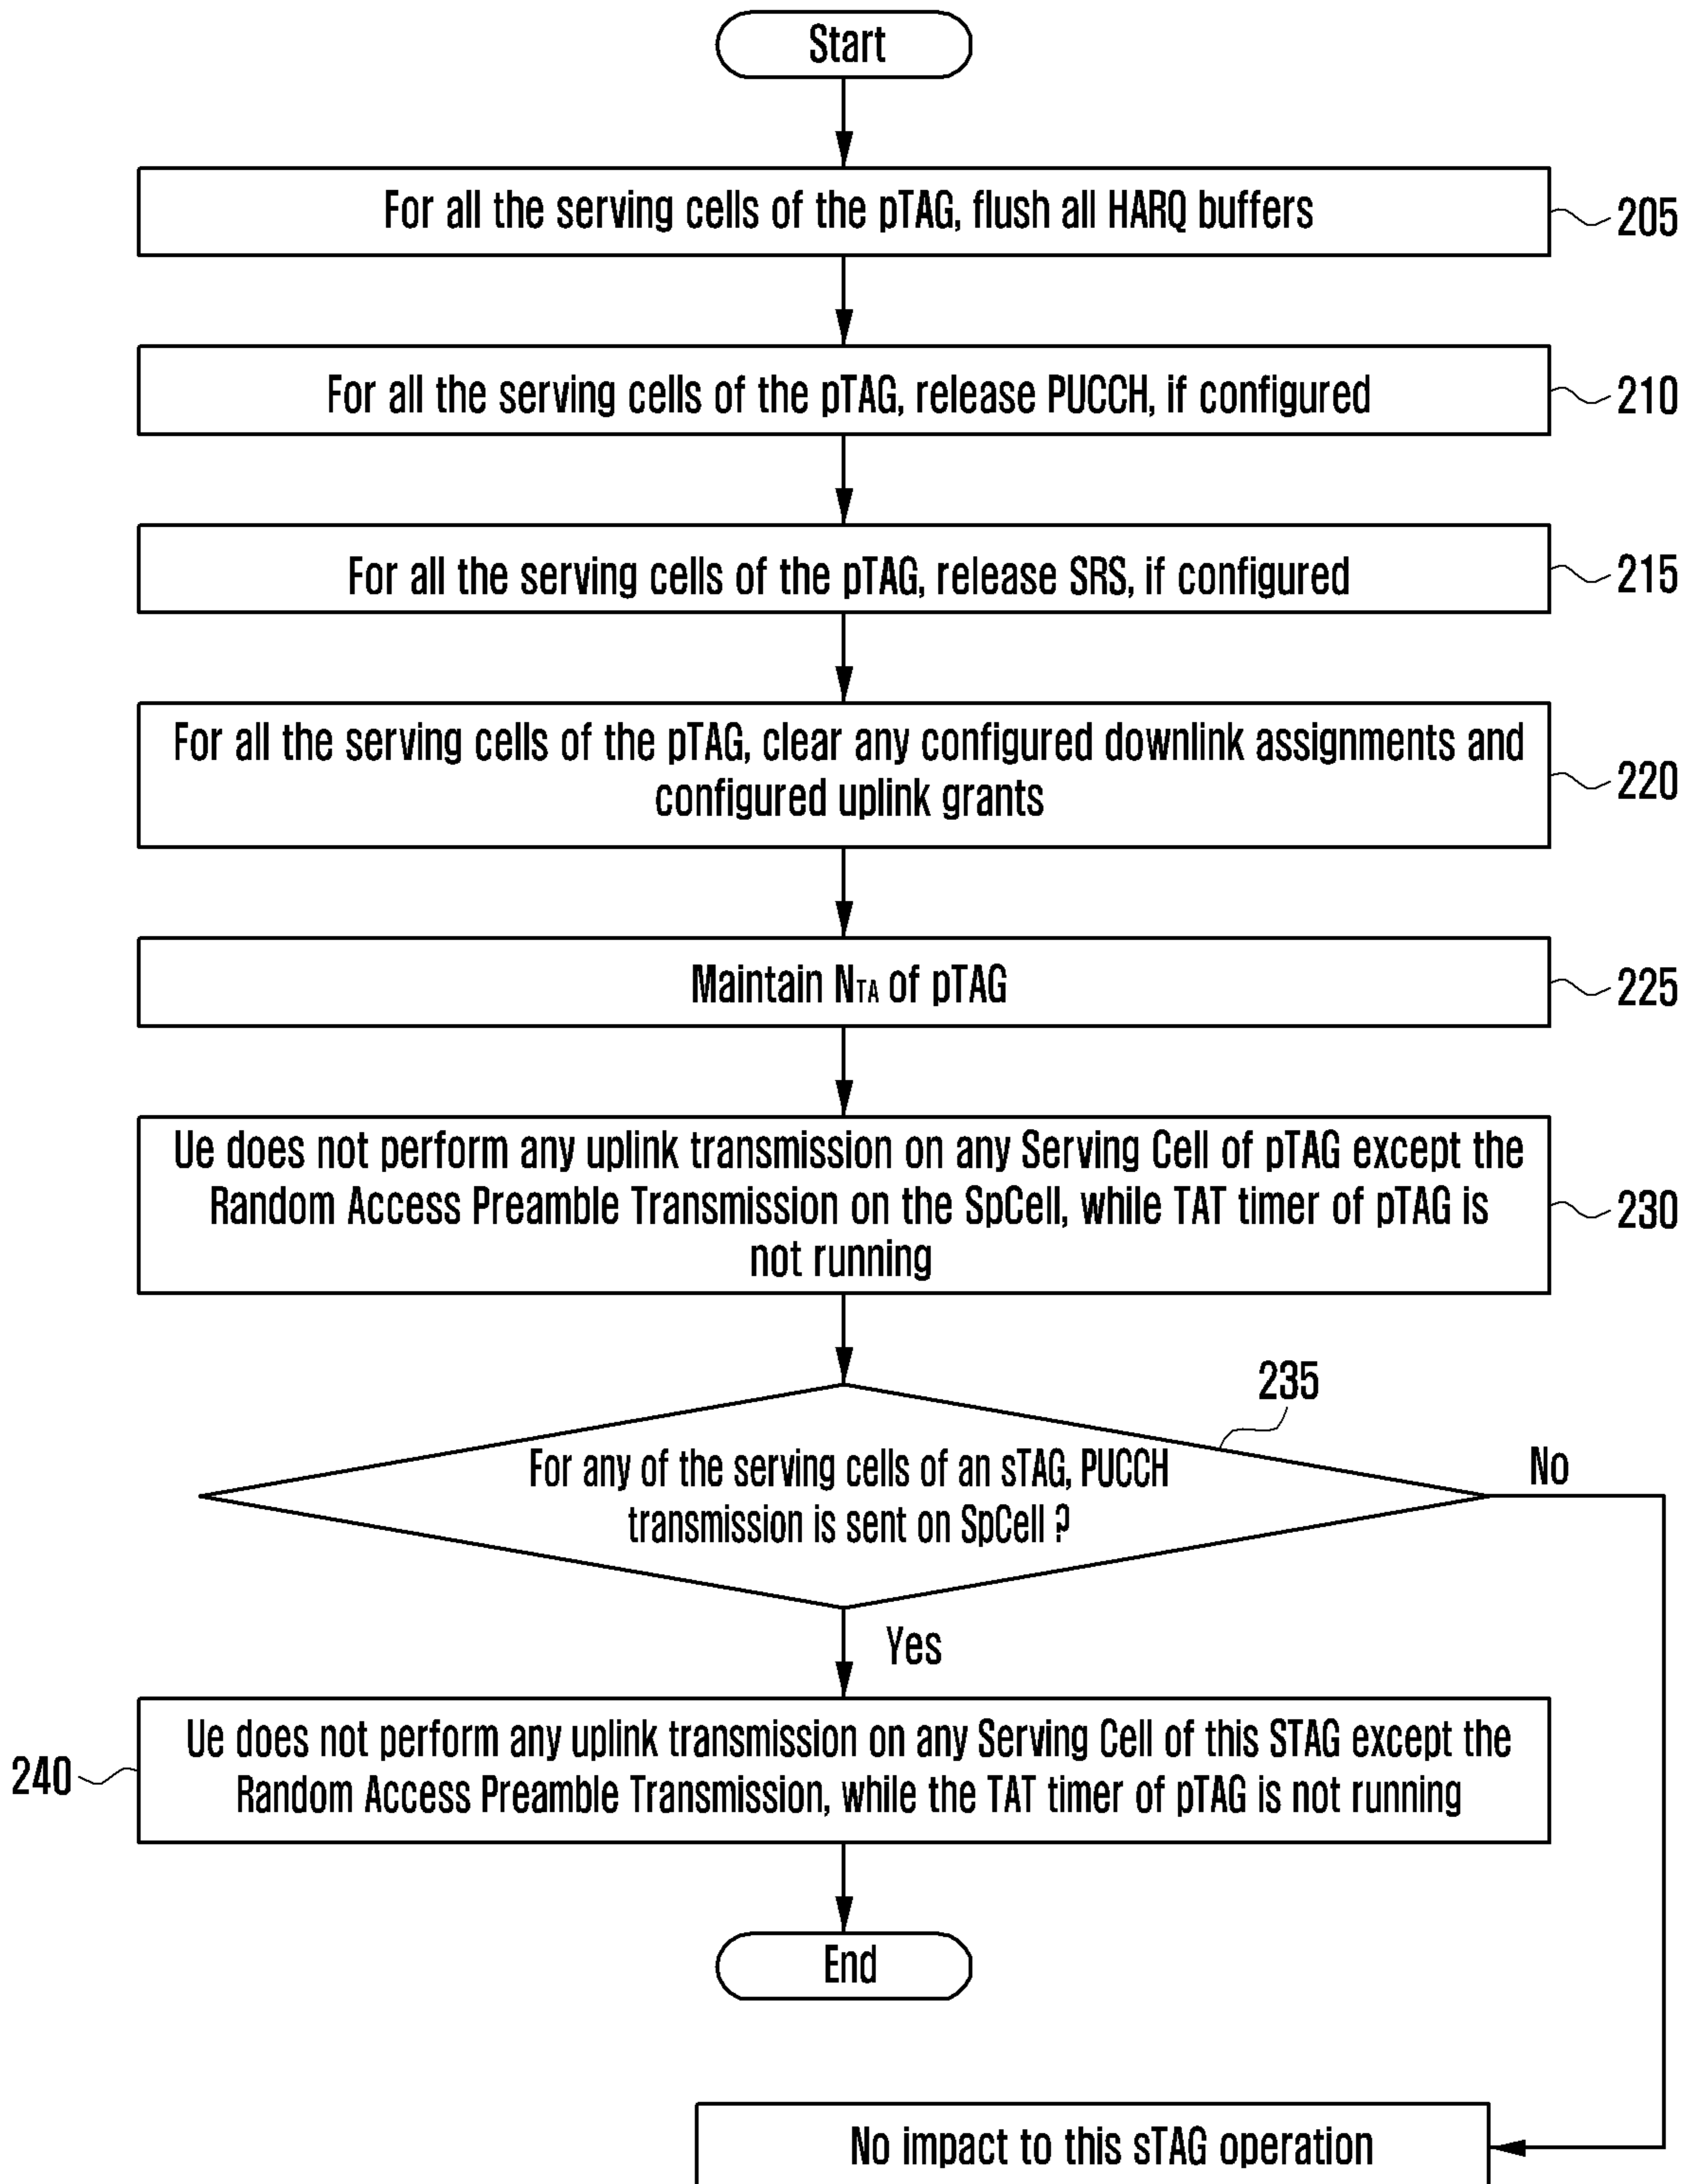 Start
For all the serving cells of the pTAG, flush all HARQ buffers
205
For all the serving cells of the pTAG, release PUCCH, if configured
210
For all the serving cells of the pTAG, release SRS, if configured
215
For all the serving cells of the pTAG, clear any configured downlink assignments and
configured uplink grants
220
Maintain NTA of pTAG
225
Ue does not perform any uplink transmission on any Serving Cell of pTAG except the
Random Access Preamble Transmission on the SpCell, while TAT timer of pTAG is
not running
230
235
For any of the serving cells of an sTAG, PUCCH
transmission is sent on SpCell ?
No
Yes
Ue does not perform any uplink transmission on any Serving Cell of this STAG except the
Random Access Preamble Transmission, while the TAT timer of pTAG is not running
240
End
No impact to this sTAG operation